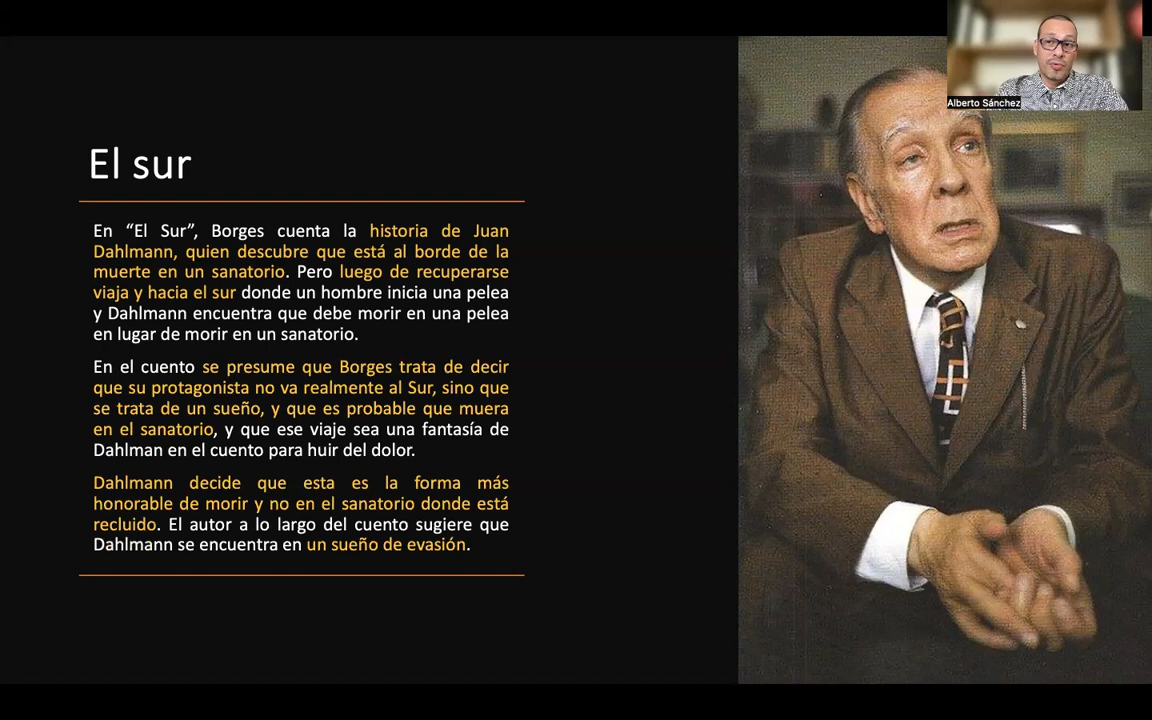 Alberto Sánchez
El sur
En “El Sur”, Borges cuenta la historia de Juan
Dahlmann, quien descubre que está al borde de la
muerte en un sanatorio. Pero luego de recuperarse
viaja y hacia el sur donde un hombre inicia una pelea
y Dahlmann encuentra que debe morir en una pelea
en lugar de morir en un sanatorio.
En el cuento se presume que Borges trata de decir
que su protagonista no va realmente al Sur, sino que
se trata de un sueño, y que es probable que muera
en el sanatorio, y que ese viaje sea una fantasía de
Dahlman en el cuento para huir del dolor.
Dahlmann decide que esta es la forma más
honorable de morir y no en el sanatorio donde está
recluido. El autor a lo largo del cuento sugiere que
Dahlmann se encuentra en un sueño de evasión.